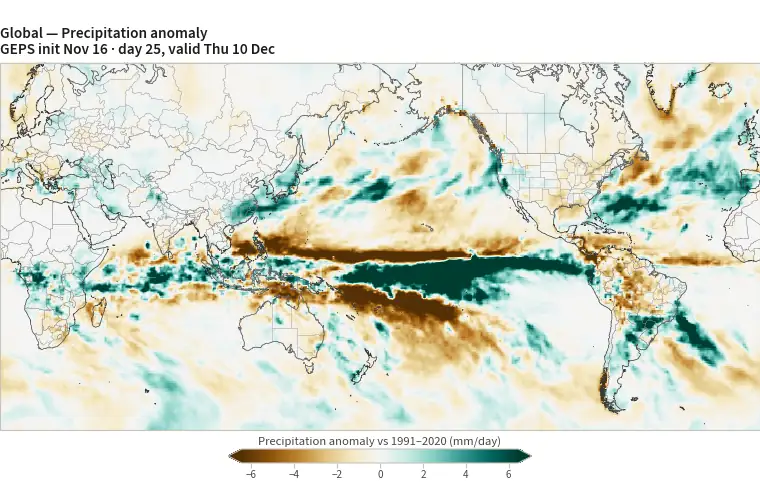 Global — Precipitation anomaly
GEPS init Nov 16 · day 25, valid Thu 10 Dec
Precipitation anomaly vs 1991–2020 (mm/day)
−6 −4 −2 0 2 4 6